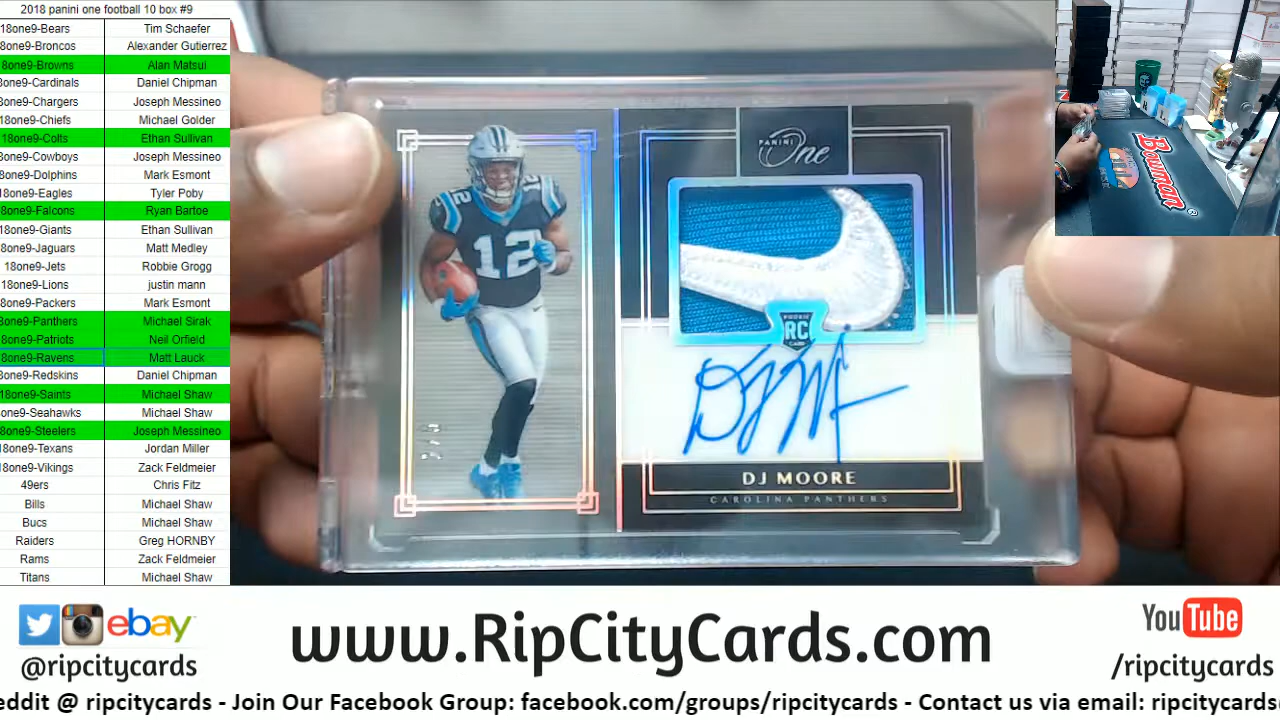 2018 panini one football 10 box #9
18one9-Bears Tim Schaefer
8one9-Broncos Alexander Gutierrez
8one9-Browns Alan Matsui
8one9-Cardinals Daniel Chipman
8one9-Chargers Joseph Messineo
8one9-Chiefs Michael Golder
18one9-Colts Ethan Sullivan
8one9-Cowboys Joseph Messineo
8one9-Dolphins Mark Esmont
18one9-Eagles Tyler Poby
8one9-Falcons Ryan Bartoe
8one9-Giants Ethan Sullivan
8one9-Jaguars Matt Medley
18one9-Jets Robbie Grogg
18one9-Lions justin mann
8one9-Packers Mark Esmont
8one9-Panthers Michael Sirak
8one9-Patriots Neil Orfield
8one9-Ravens Matt Lauck
8one9-Redskins Daniel Chipman
18one9-Saints Michael Shaw
one9-Seahawks Michael Shaw
8one9-Steelers Joseph Messineo
18one9-Texans Jordan Miller
18one9-Vikings Zack Feldmeier
49ers Chris Fitz
Bills Michael Shaw
Bucs Michael Shaw
Raiders Greg HORNBY
Rams Zack Feldmeier
Titans Michael Shaw
PANINI
One
12
12
ROOKIE
RC
CARD
DJ M
DJ MOORE
CAROLINA PANTHERS
Bowman
ebay
@ripcitycards
www.RipCityCards.com
YouTube
/ripcitycards
eddit @ ripcitycards - Join Our Facebook Group: facebook.com/groups/ripcitycards - Contact us via email: ripcitycards